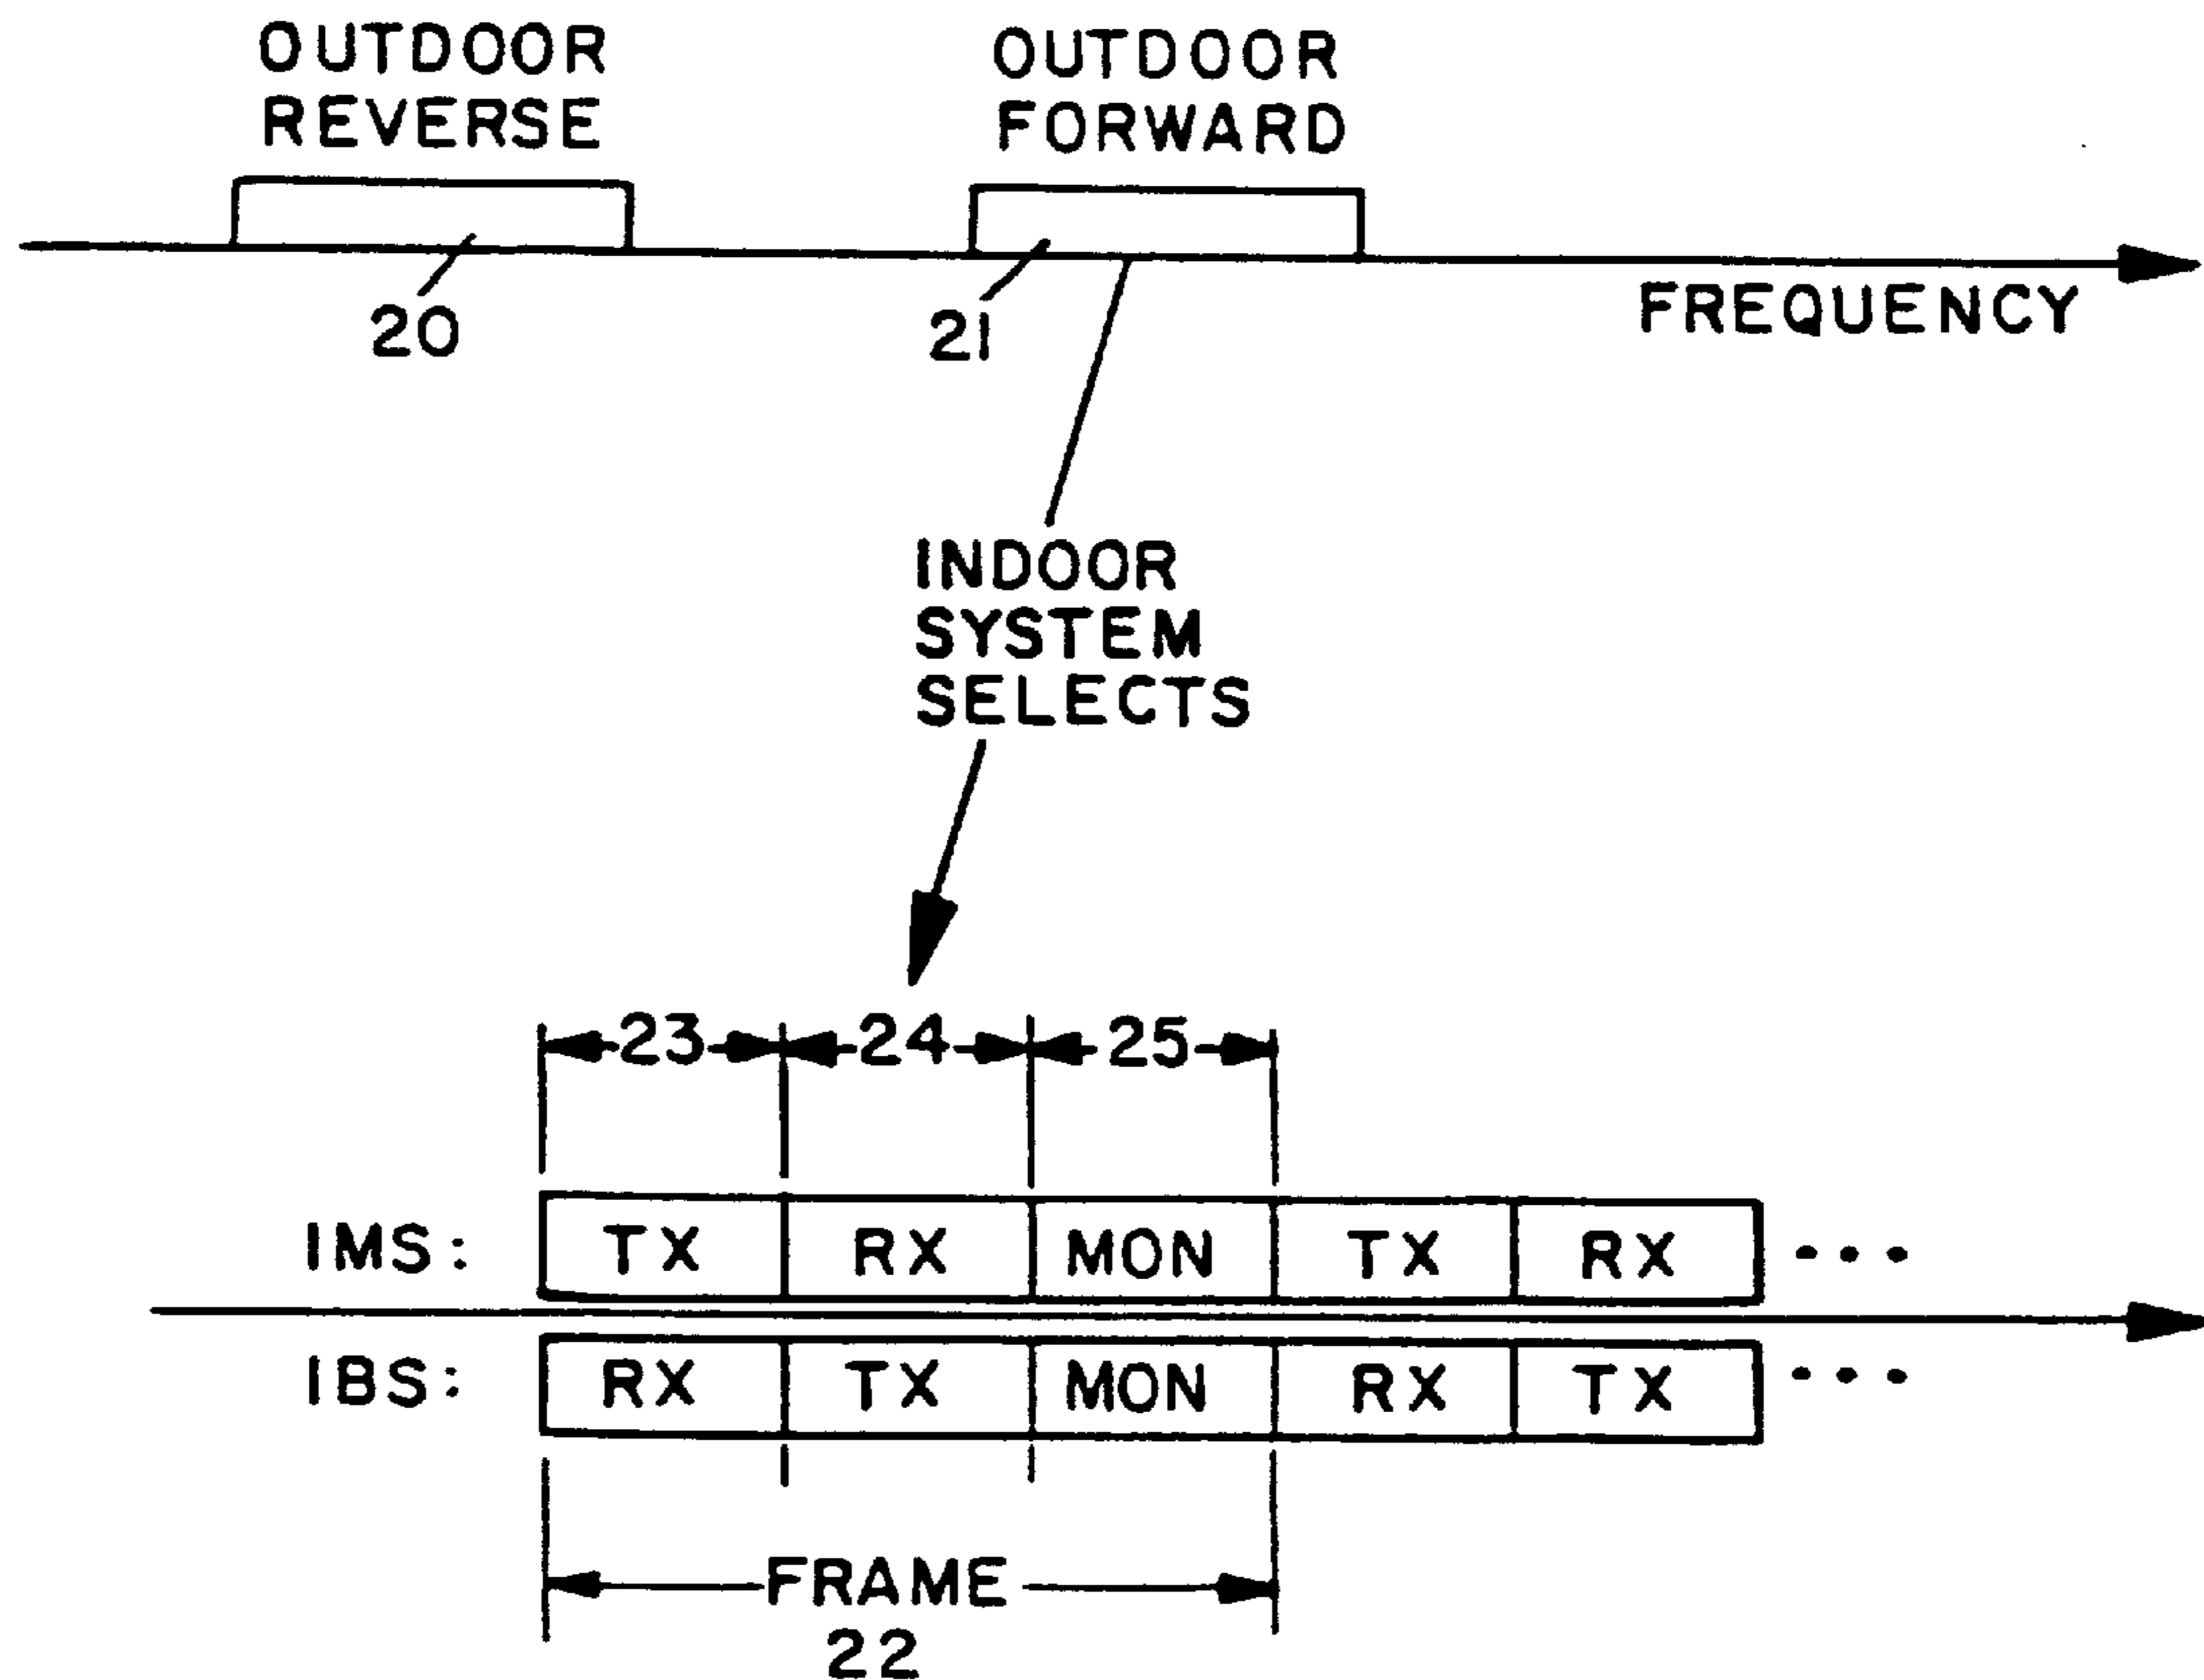 OUTDOOR
REVERSE
OUTDOOR
FORWARD
20
21
FREQUENCY
INDOOR
SYSTEM
SELECTS
23 24 25
IMS: TX RX MON TX RX ...
IBS: RX TX MON RX TX ...
FRAME
22